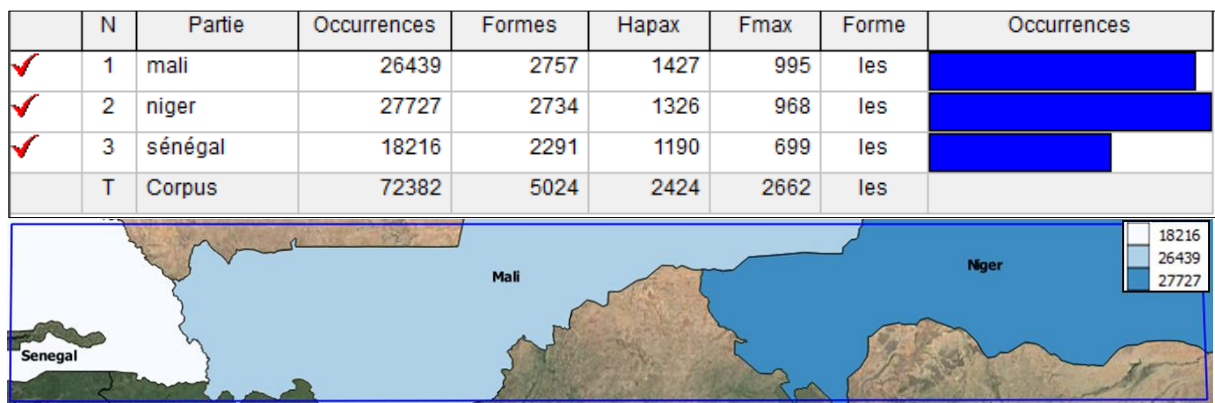 N Partie Occurrences Formes Hapax Fmax Forme Occurrences
1 mali 26439 2757 1427 995 les
2 niger 27727 2734 1326 968 les
3 sénégal 18216 2291 1190 699 les
T Corpus 72382 5024 2424 2662 les
18216
26439
27727
Mali
Niger
Senegal